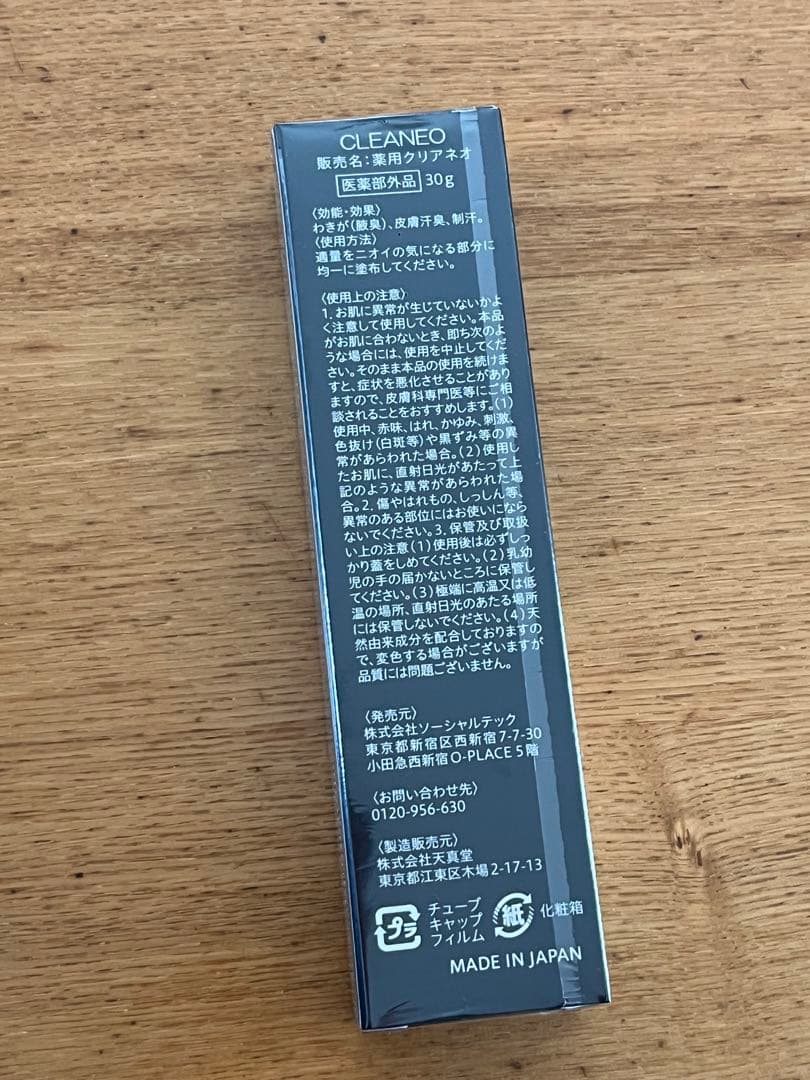 CLEANEO
販売名:薬用クリアネオ
医薬部外品 30g
〈効能・効果〉
わきが(腋臭)、皮膚汗臭、制汗。
〈使用方法〉
適量をニオイの気になる部分に
均一に塗布してください。
〈使用上の注意〉
1.お肌に異常が生じていないかよ
く注意して使用してください。本品
がお肌に合わないとき、即ち次のよ
うな場合には、使用を中止してくだ
さい。そのまま本品の使用を続けま
すと、症状を悪化させることがあり
ますので、皮膚科専門医等にご相
談されることをおすすめします。(1)
使用中、赤味、はれ、かゆみ、刺激、
色抜け(白斑等)や黒ずみ等の異
常があらわれた場合。(2)使用し
たお肌に、直射日光があたって上
記のような異常があらわれた場
合。2.傷やはれもの、しっしん等、
異常のある部位にはお使いになら
ないでください。3.保管及び取扱
い上の注意(1)使用後は必ずしっ
かり蓋をしめてください。(2)乳幼
児の手の届かないところに保管し
てください。(3)極端に高温又は低
温の場所、直射日光のあたる場所
には保管しないでください。(4)天
然由来成分を配合しておりますの
で、変色する場合がございますが
品質には問題ございません。
〈発売元〉
株式会社ソーシャルテック
東京都新宿区西新宿7-7-30
小田急西新宿O-PLACE 5階
〈お問い合わせ先〉
0120-956-630
〈製造販売元〉
株式会社天真堂
東京都江東区木場2-17-13
プラ チューブ
キャップ
フィルム
紙 化粧箱
MADE IN JAPAN